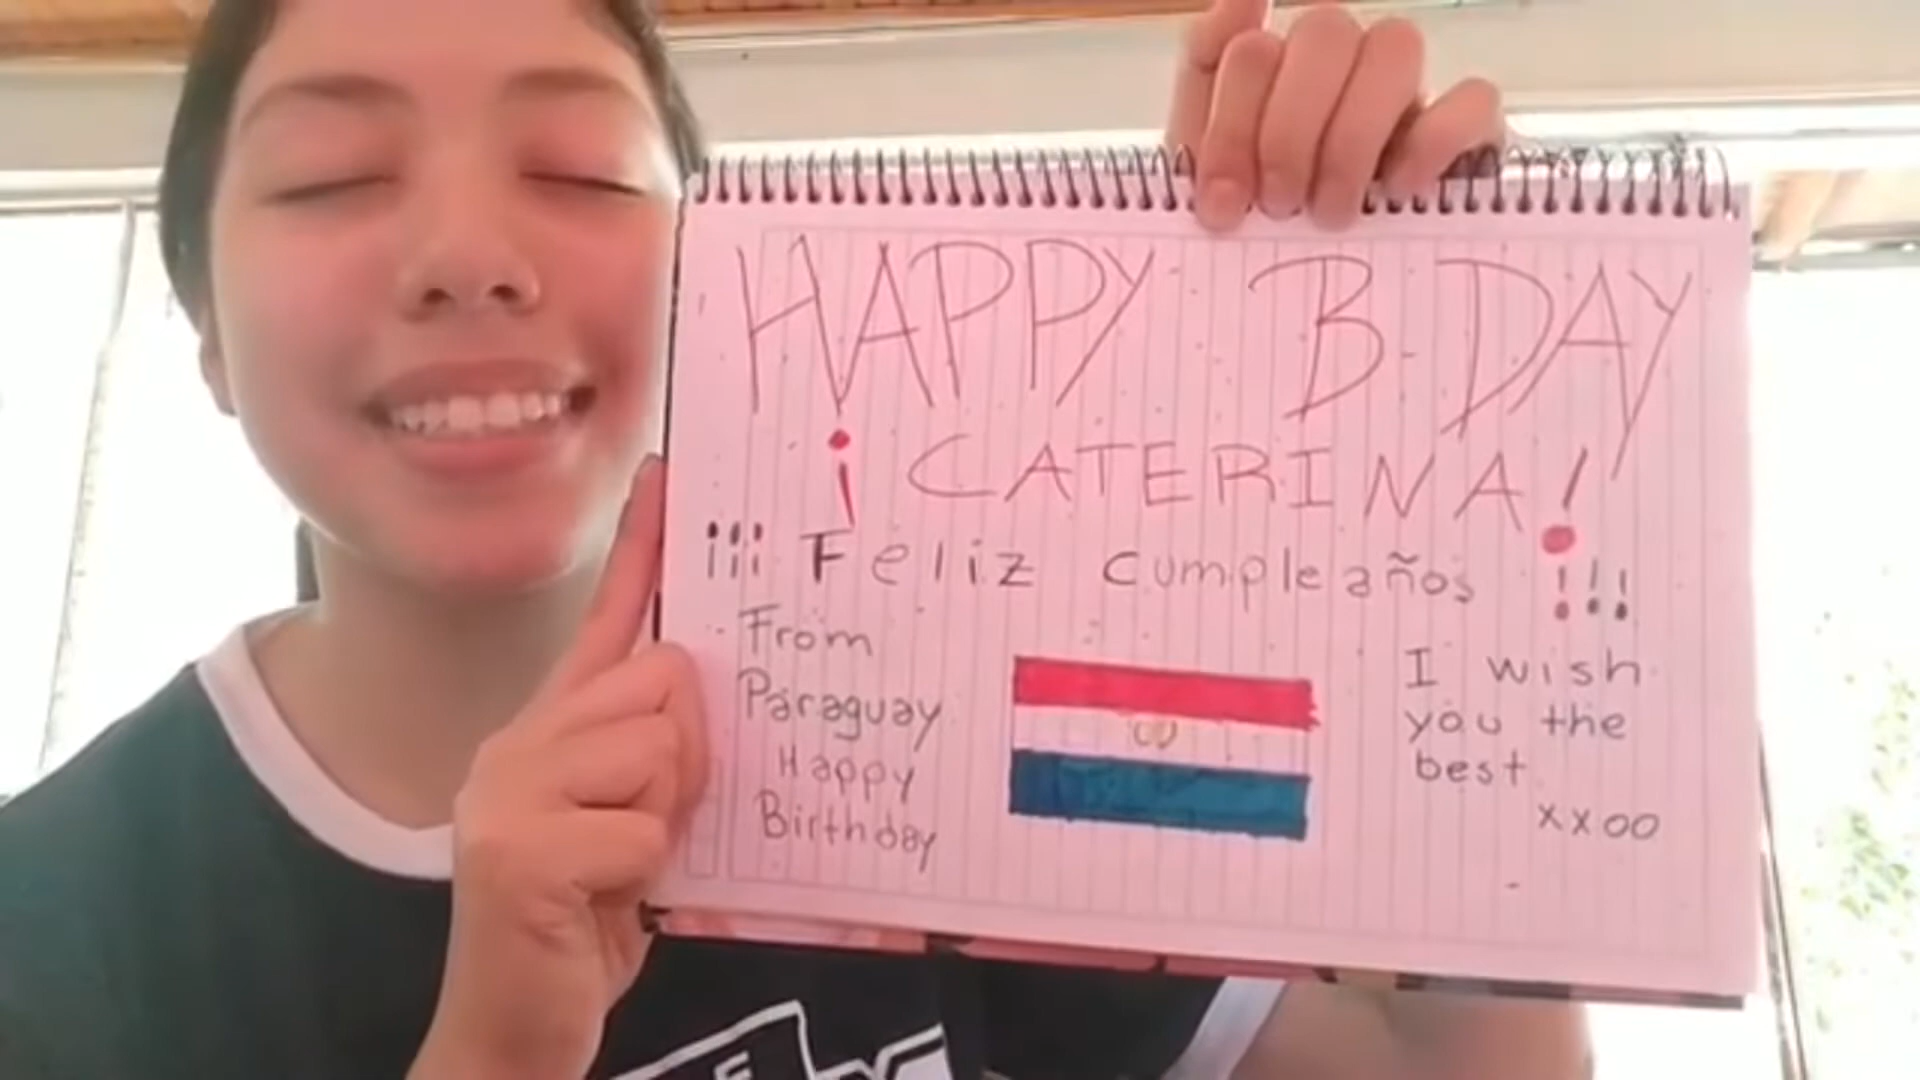 HAPPY B-DAY
¡CATERINA!
¡¡¡Feliz cumpleaños!!!
From
Paraguay
Happy
Birthday
I wish
you the
best
xxoo